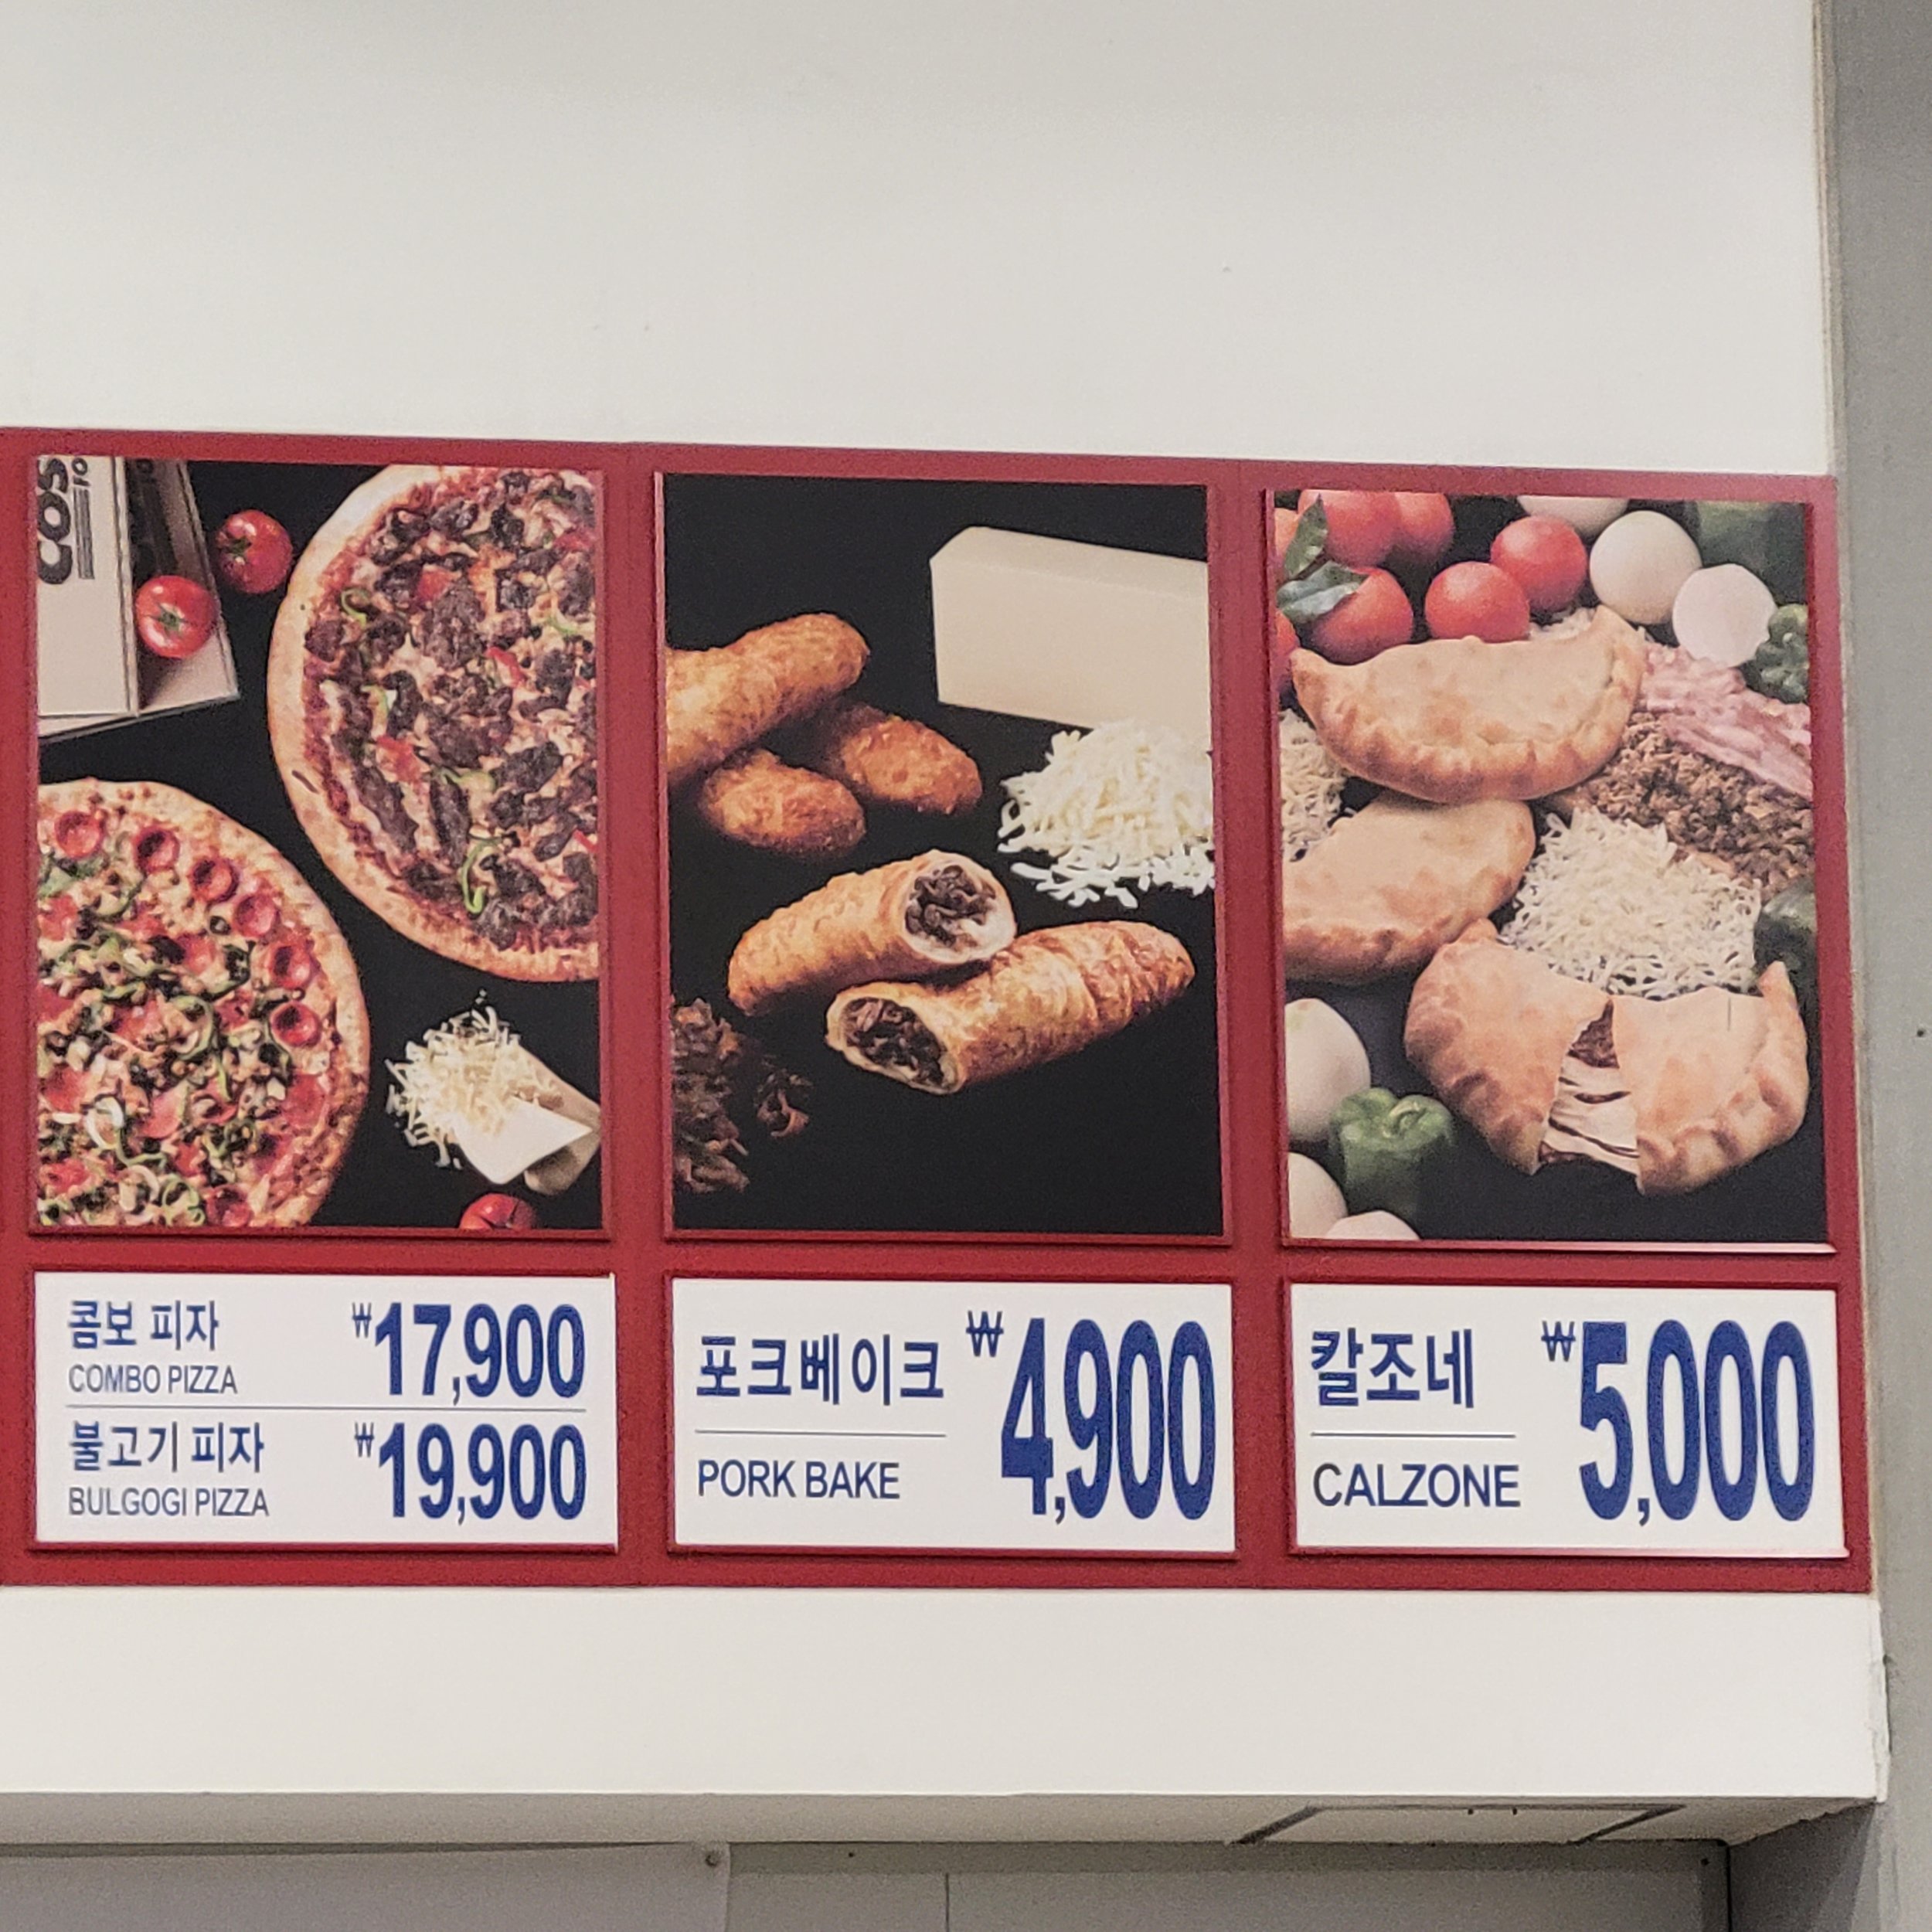 COS
콤보 피자 ₩17,900
COMBO PIZZA
불고기 피자 ₩19,900
BULGOGI PIZZA
포크베이크 ₩4,900
PORK BAKE
칼조네 ₩5,000
CALZONE